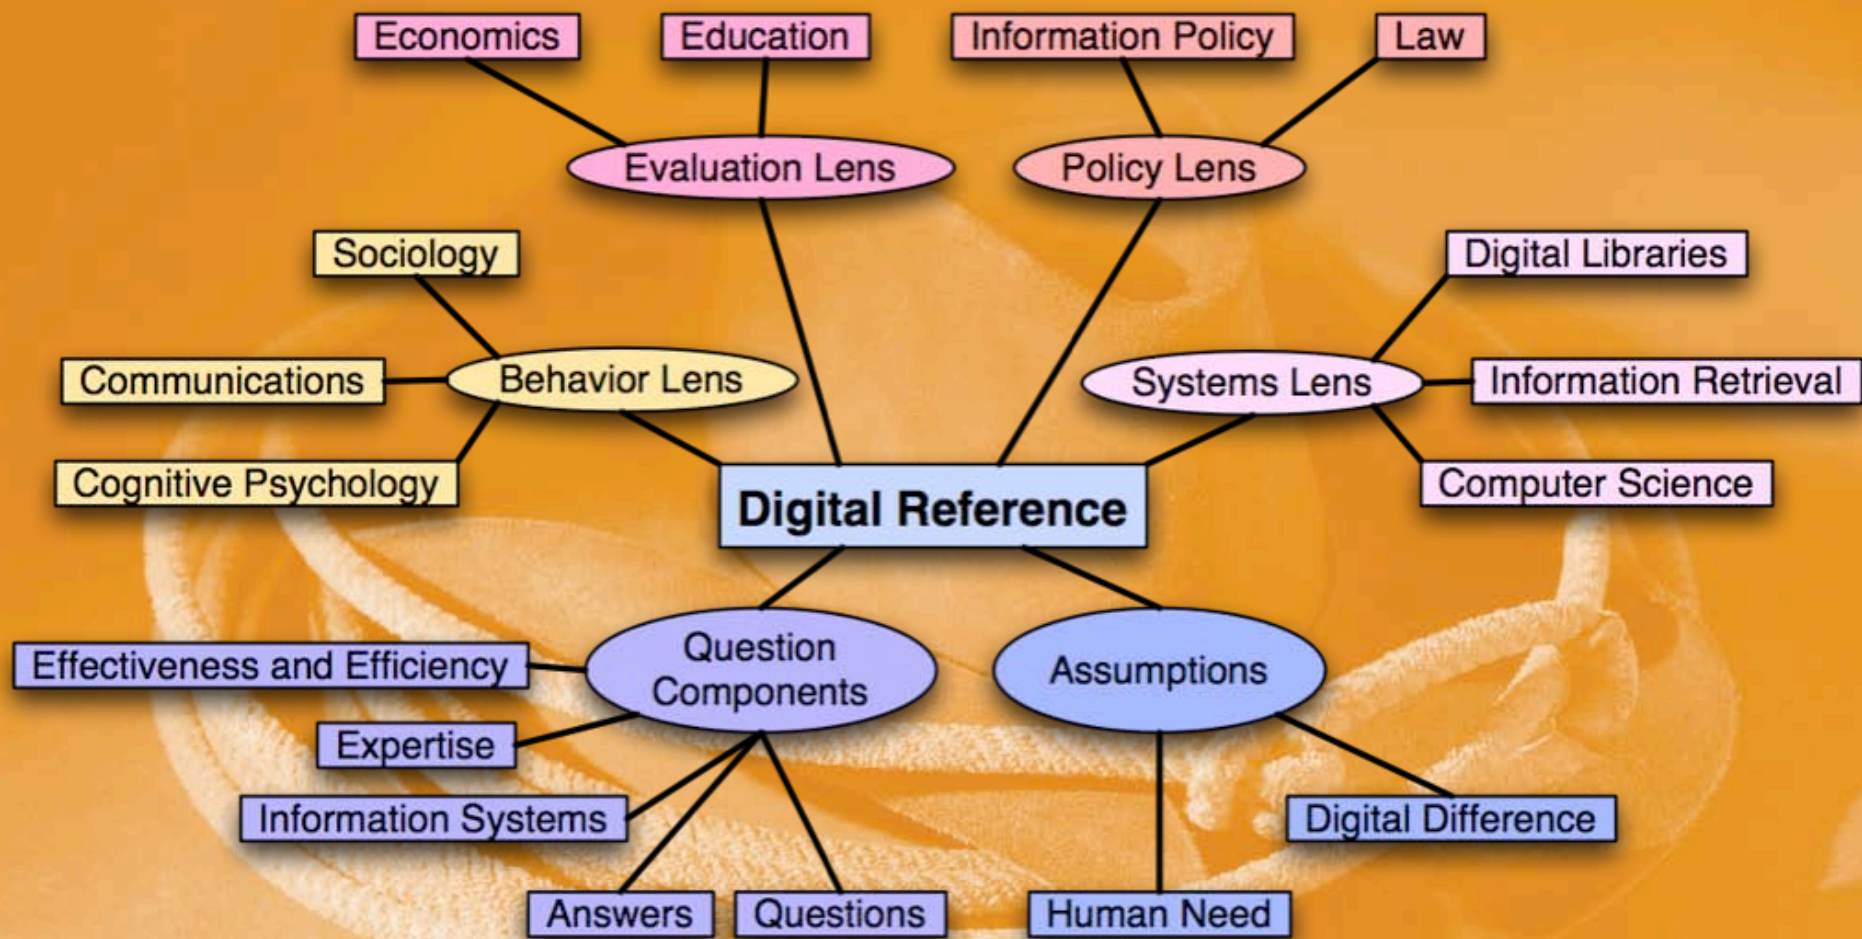 Economics
Education
Information Policy
Law
Evaluation Lens
Policy Lens
Sociology
Digital Libraries
Communications
Behavior Lens
Systems Lens
Information Retrieval
Cognitive Psychology
Computer Science
Digital Reference
Question
Components
Assumptions
Effectiveness and Efficiency
Expertise
Information Systems
Digital Difference
Answers
Questions
Human Need